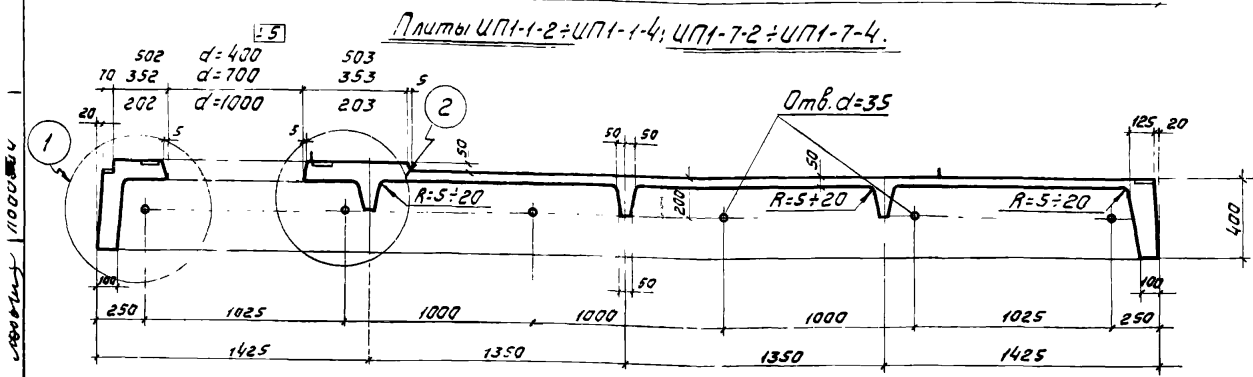 Плиты ИП1-1-2÷ИП1-1-4; ИП1-7-2÷ИП1-7-4.
502 d=400 503
70 352 d=700 353 5
202 d=1000 203
20 5 5 2
1
Отв. d=35
50 50 50 50 125 20
R=5÷20 200 R=5÷20 R=5÷20 400
100 50 100
250 1025 1000 1000 1000 1025 250
1425 1350 1350 1425